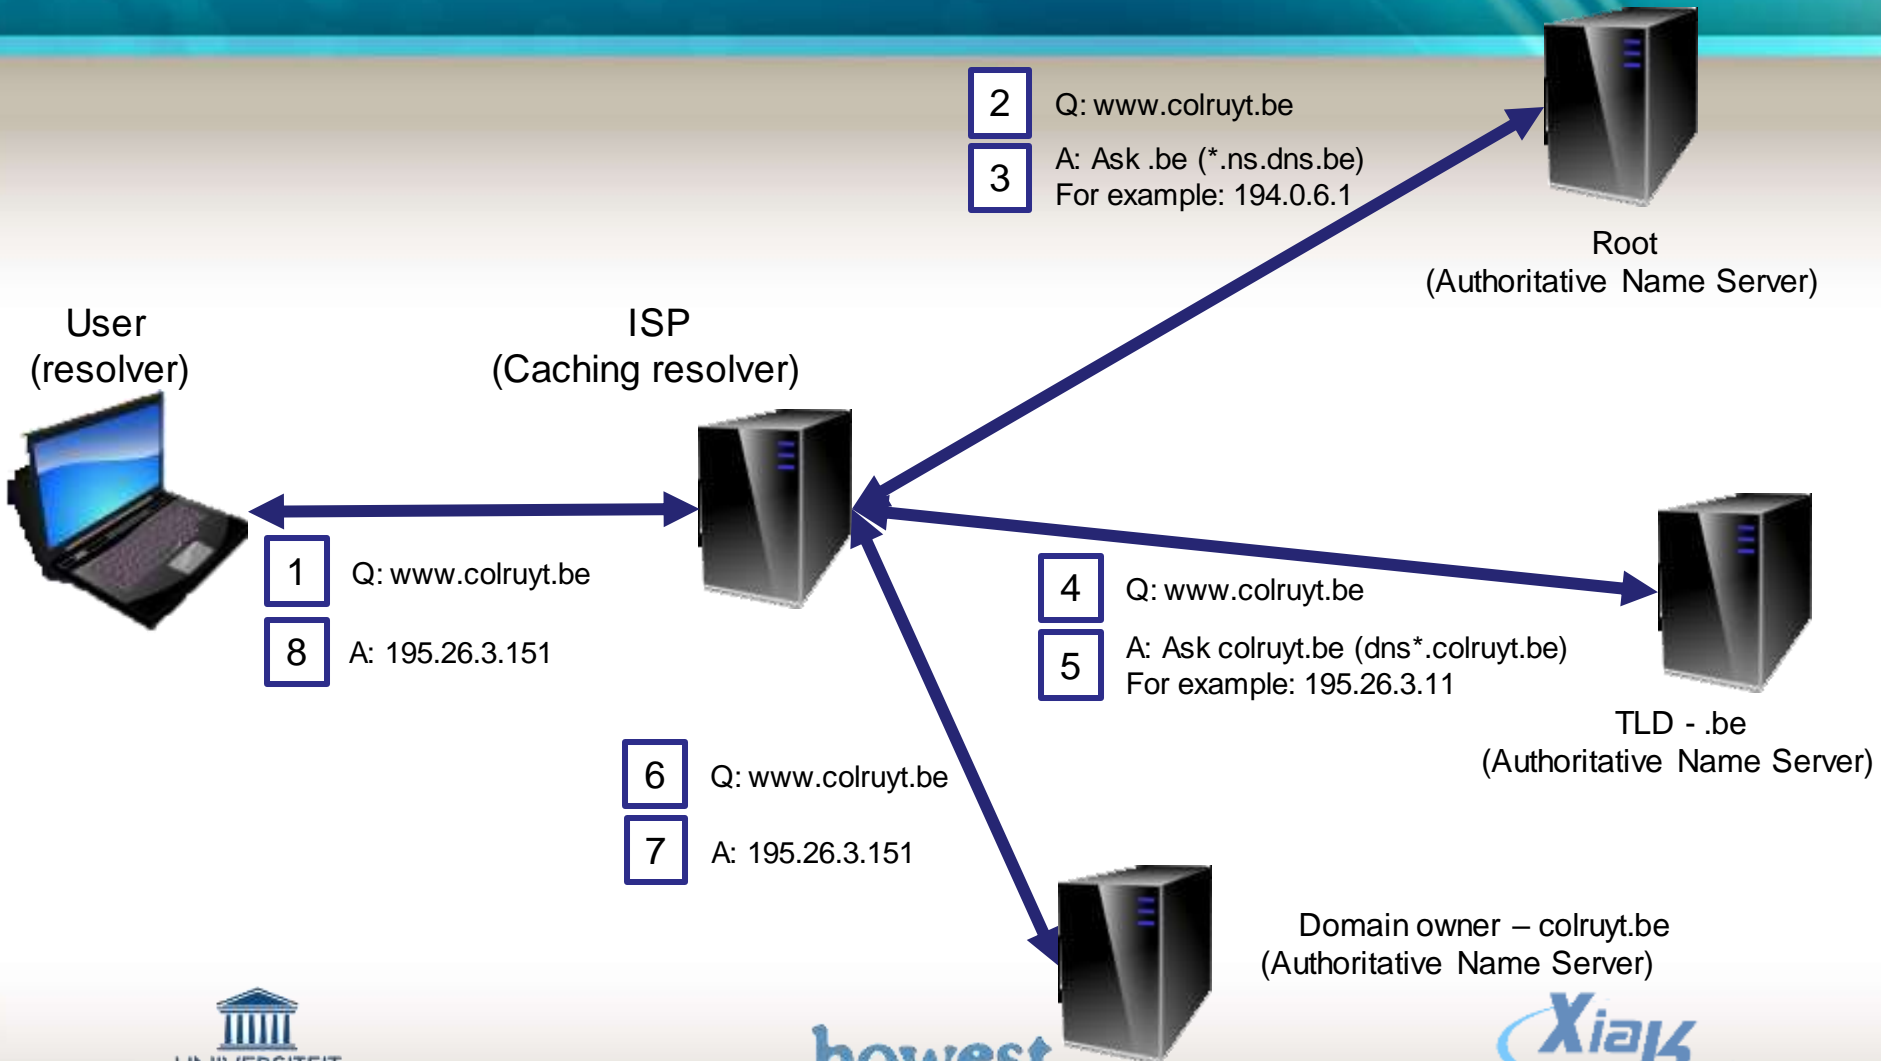 2
Q: www.colruyt.be
3
A: Ask .be (*.ns.dns.be)
For example: 194.0.6.1
Root
(Authoritative Name Server)
User
(resolver)
ISP
(Caching resolver)
1
Q: www.colruyt.be
8
A: 195.26.3.151
4
Q: www.colruyt.be
5
A: Ask colruyt.be (dns*.colruyt.be)
For example: 195.26.3.11
TLD - .be
(Authoritative Name Server)
6
Q: www.colruyt.be
7
A: 195.26.3.151
Domain owner – colruyt.be
(Authoritative Name Server)
UNIVERSITEIT
howest
XiaK